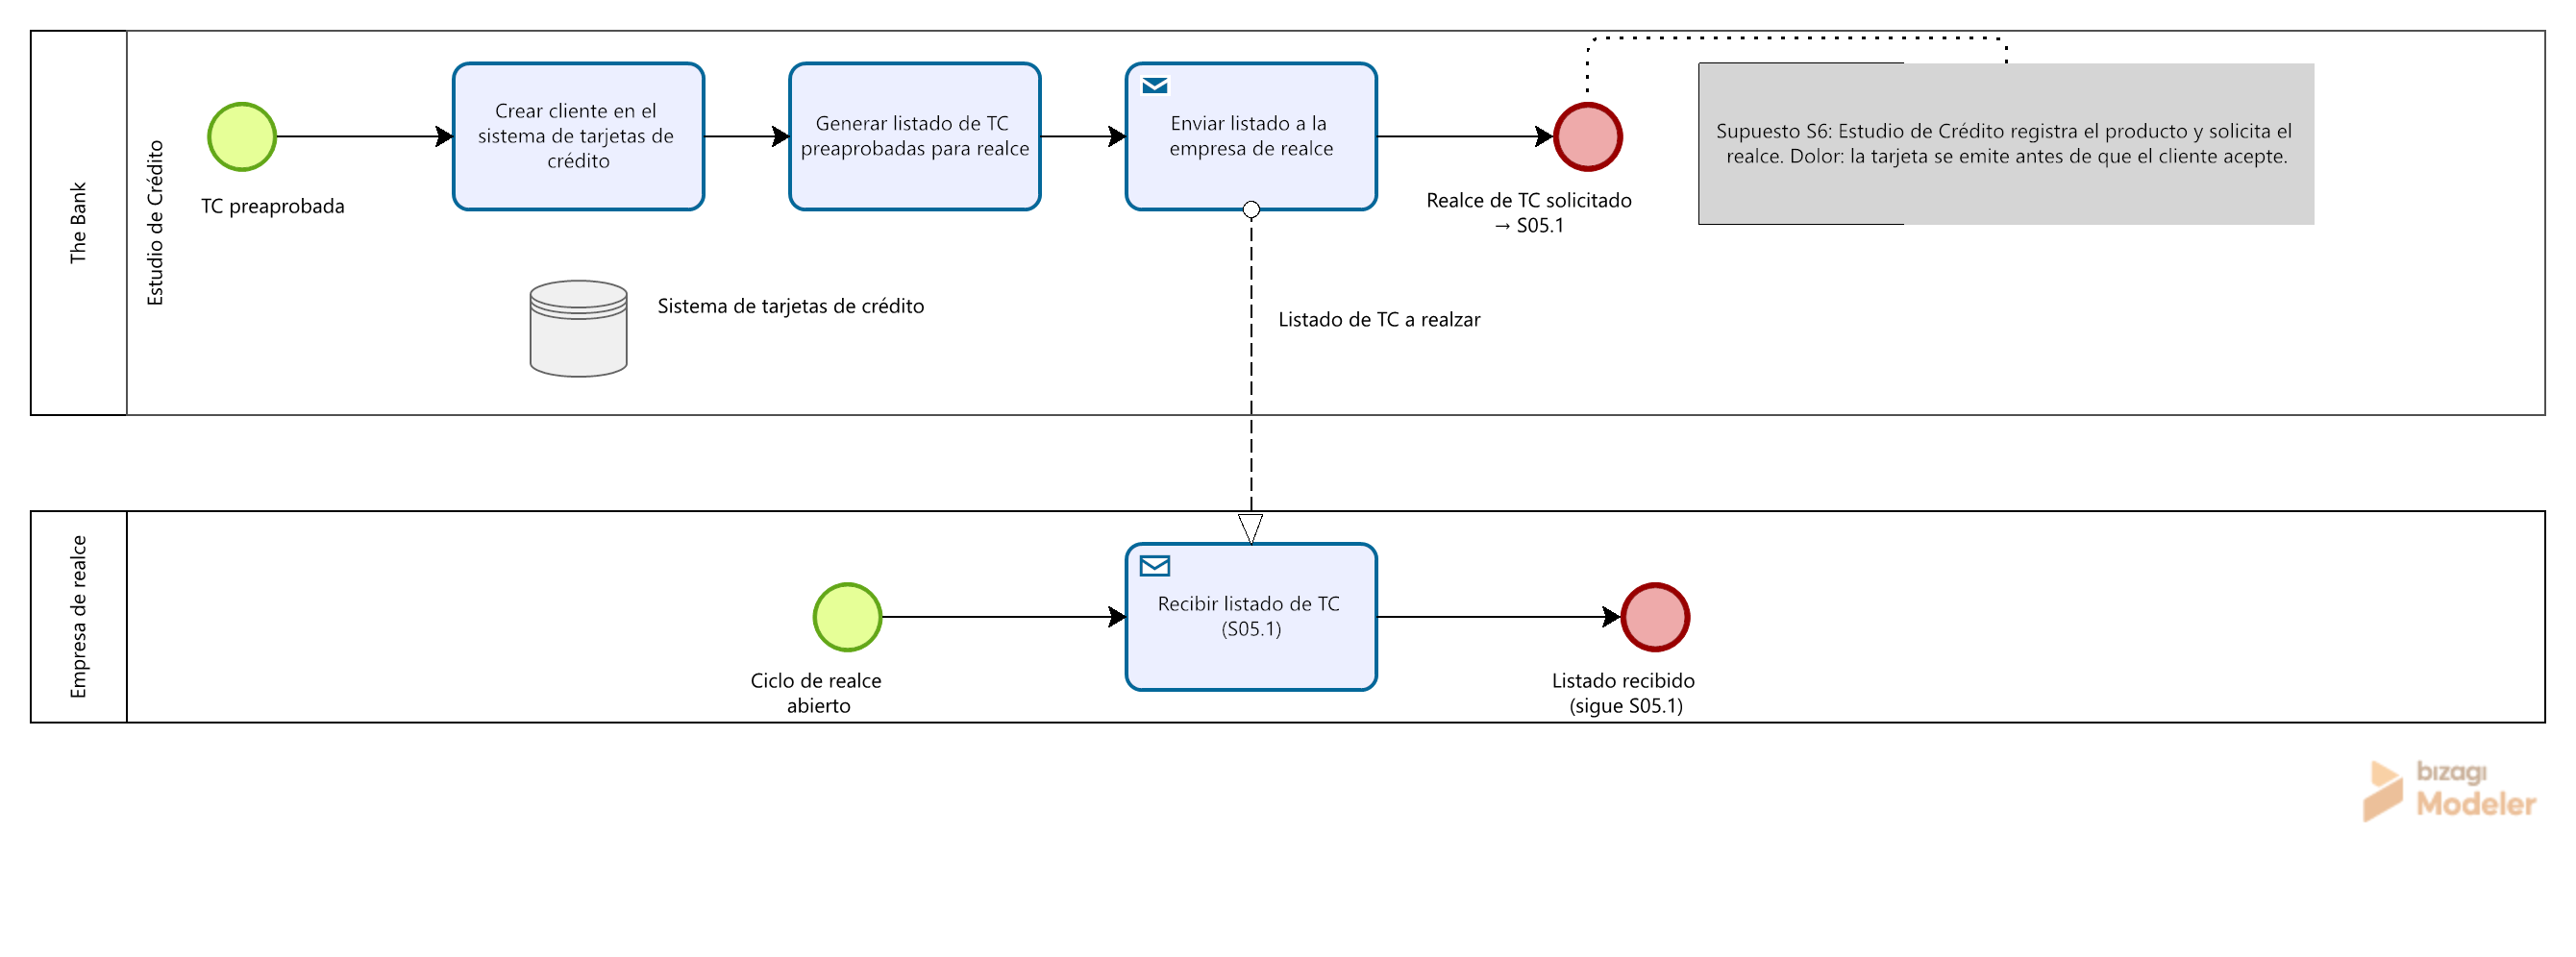 The Bank
Estudio de Crédito
TC preaprobada
Crear cliente en el
sistema de tarjetas de
crédito
Generar listado de TC
preaprobadas para realce
Enviar listado a la
empresa de realce
Realce de TC solicitado
→ S05.1
Supuesto S6: Estudio de Crédito registra el producto y solicita el
realce. Dolor: la tarjeta se emite antes de que el cliente acepte.
Sistema de tarjetas de crédito
Listado de TC a realzar
Empresa de realce
Ciclo de realce
abierto
Recibir listado de TC
(S05.1)
Listado recibido
(sigue S05.1)
bizagi
Modeler